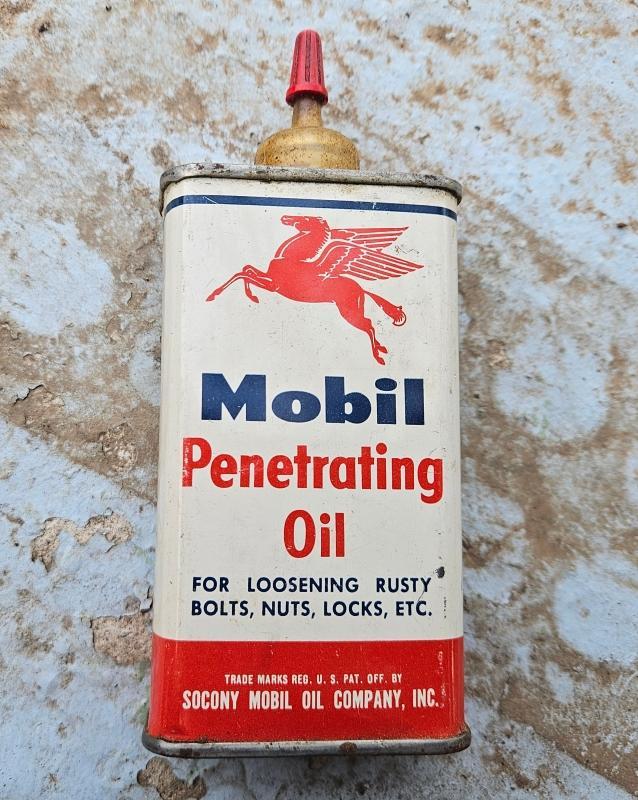 Mobil
Penetrating
Oil
FOR LOOSENING RUSTY
BOLTS, NUTS, LOCKS, ETC.
TRADE MARKS REG. U. S. PAT. OFF. BY
SOCONY MOBIL OIL COMPANY, INC.